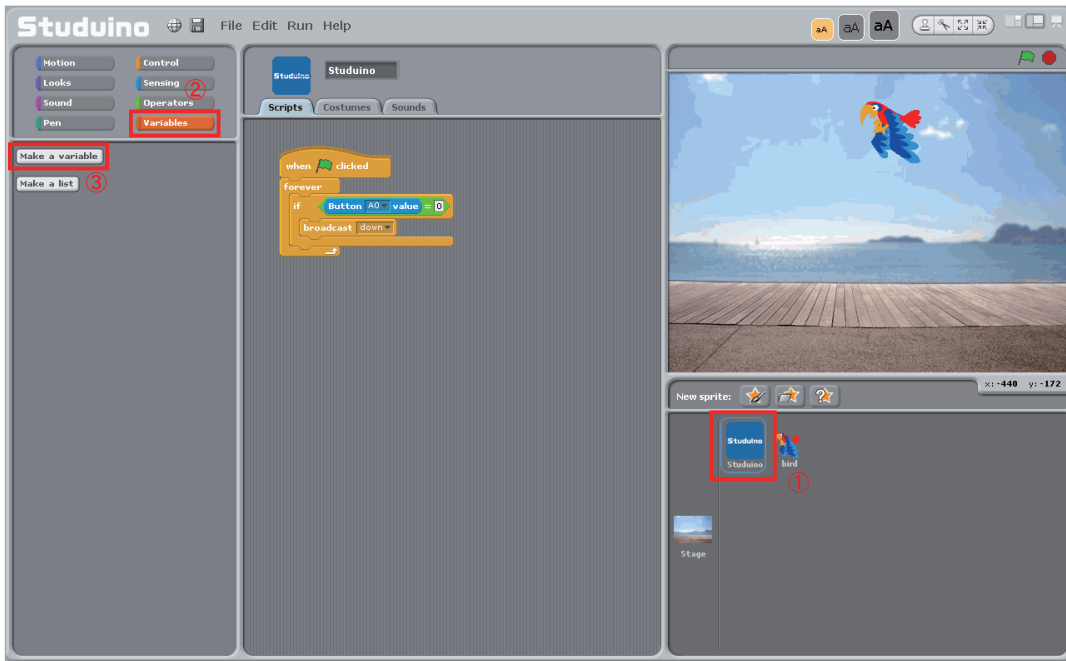 Studuino File Edit Run Help aA aA aA
Motion Control
Looks Sensing
②
Sound Operators
Pen Variables
Make a variable
Make a list ③
Studuino Studuino
Scripts Costumes Sounds
when clicked
forever
if Button A0 value = 0
broadcast down
x: -440 y: -172
New sprite: ?
Studuino
Studuino bird
①
Stage